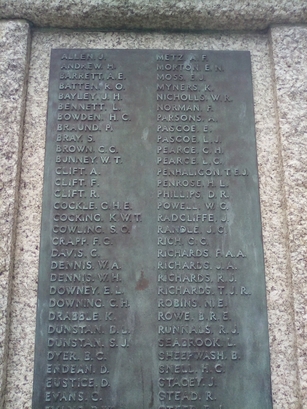 ALLEN J.
ANDREW H.
BARRETT A.E.
BATTEN R.O.
BAYLEY J.H.
BENNETT L.
BOWDEN H.C.
BRAUND P.
BRAY S.
BROWN C.C.
BUNNEY W.T.
CLIFT A.
CLIFT F.
CLIFT R.
COCKLE C.H.E.
COCKING K.W.T.
COWLING S.C.
CRAPP F.C.
DAVIS C.
DENNIS W.A.
DENNIS W.H.
DOWNEY E.L.
DOWNING C.H.
DRABBLE K.
DUNSTAN D.J.
DUNSTAN S.J.
DYER B.C.
ENDEAN D.
EUSTICE D.
EVANS C.
METZ A.F.
MORTON E.N.
MOSS E.J.
MYNERS K.
NICHOLLS W.R.
NORMAN F.
PARSONS A.
PASCOE E.
PASCOE L.J.
PEARCE C.H.
PEARCE L.C.
PENHALIGON T.E.J.
PENROSE H.L.
PHILLIPS D.R.
POWELL W.G.
RADCLIFFE J.
RANDLE J.C.
RICH C.C.
RICHARDS F.A.A.
RICHARDS J.A.
RICHARDS R.J.
RICHARDS T.J.R.
ROBINS N.E.
ROWE B.R.E.
RUNNALS R.J.
SEABROOK L.
SHEEPWASH B.
SNELL H.C.
STACEY J.
STEAD R.